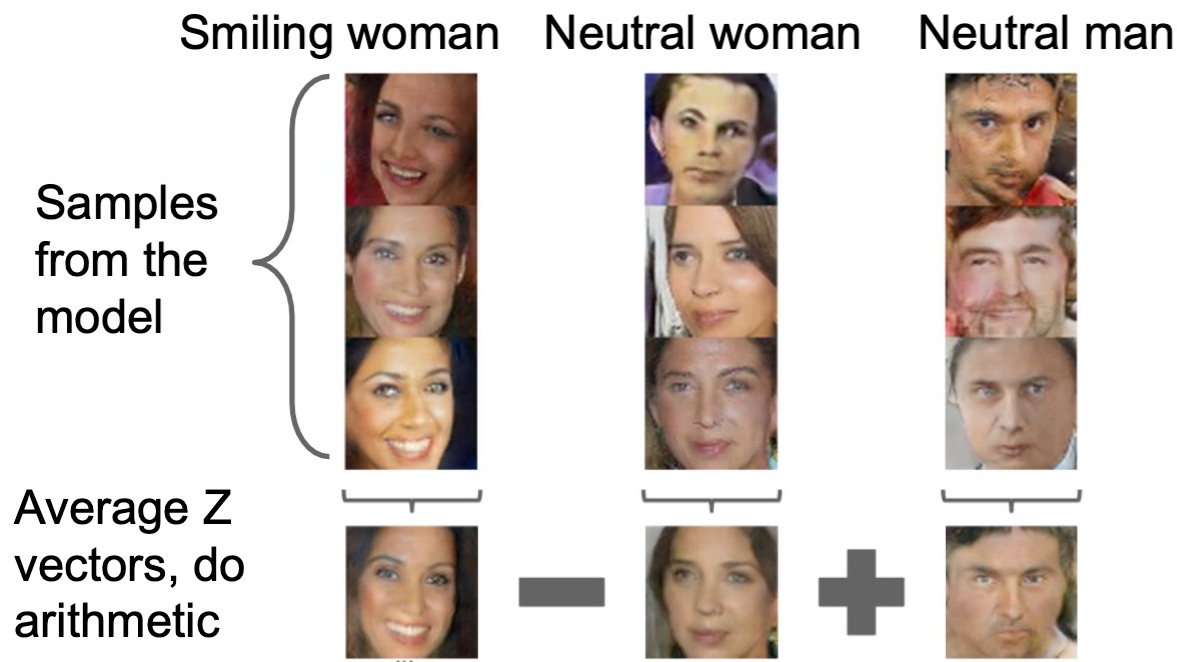 Smiling woman Neutral woman Neutral man
Samples
from the
model
Average Z
vectors, do
arithmetic